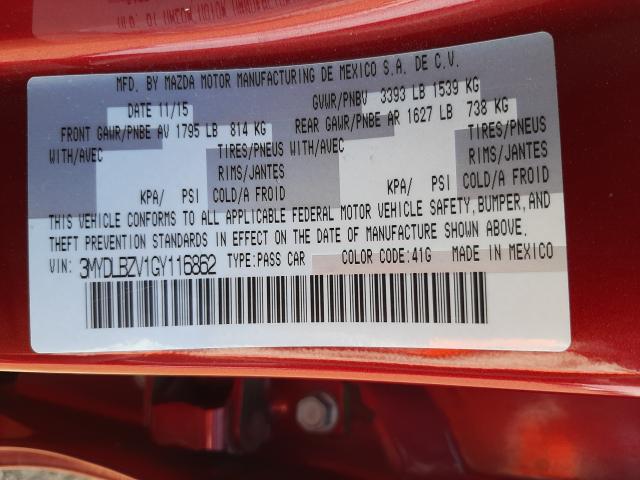 MFD. BY MAZDA MOTOR MANUFACTURING DE MEXICO S.A. DE C.V.
DATE 11/15 GVWR/PNBV 3393 LB 1539 KG
FRONT GAWR/PNBE AV 1795 LB 814 KG REAR GAWR/PNBE AR 1627 LB 738 KG
WITH/AVEC TIRES/PNEUS WITH/AVEC TIRES/PNEUS
RIMS/JANTES RIMS/JANTES
KPA/ PSI COLD/A FROID KPA/ PSI COLD/A FROID
THIS VEHICLE CONFORMS TO ALL APPLICABLE FEDERAL MOTOR VEHICLE SAFETY, BUMPER, AND
THEFT PREVENTION STANDARDS IN EFFECT ON THE DATE OF MANUFACTURE SHOWN ABOVE.
VIN: 3MYDLBZV1GY116862 TYPE:PASS CAR COLOR CODE:41G MADE IN MEXICO